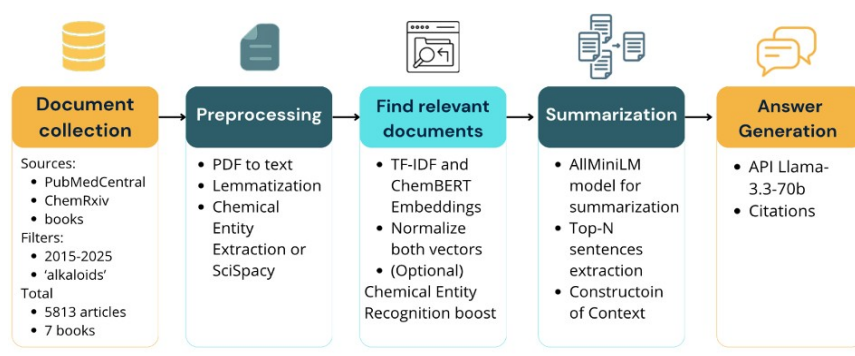 Document
collection
Sources:
• PubMedCentral
• ChemRxiv
• books
Filters:
• 2015-2025
• 'alkaloids'
Total
• 5813 articles
• 7 books
Preprocessing
• PDF to text
• Lemmatization
• Chemical
Entity
Extraction or
SciSpacy
Find relevant
documents
• TF-IDF and
ChemBERT
Embeddings
• Normalize
both vectors
• (Optional)
Chemical Entity
Recognition boost
Summarization
• AllMiniLM
model for
summarization
• Top-N
sentences
extraction
• Constructoin
of Context
Answer
Generation
• API Llama-
3.3-70b
• Citations